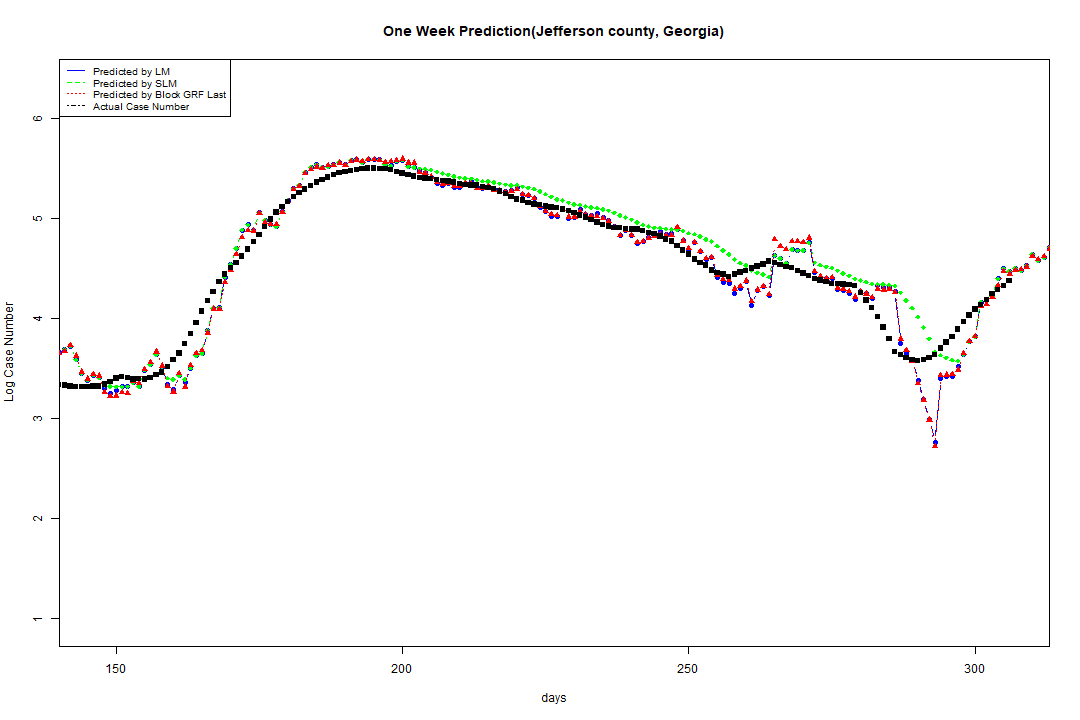 One Week Prediction(Jefferson county, Georgia)
Predicted by LM
Predicted by SLM
Predicted by Block GRF Last
Actual Case Number
6
5
4
3
2
1
Log Case Number
150 200 250 300
days